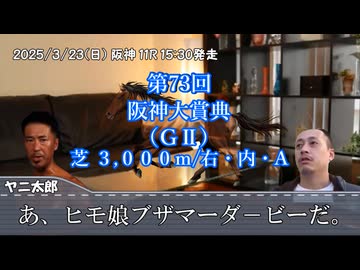 2025/3/23(日) 阪神 11R 15:30発走
第73回
阪神大賞典
(GⅡ)
芝 3,000m/右・内・A
ヤニ太郎
あ、ヒモ娘ブザマーダービーだ。